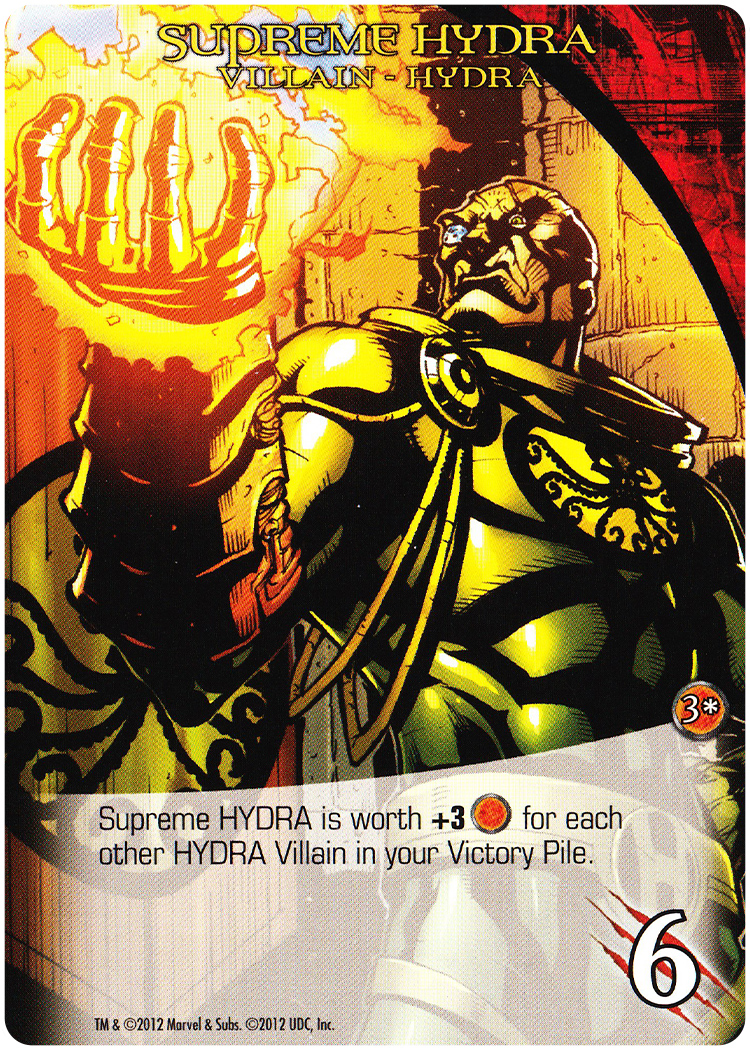 SUPREME HYDRA
VILLAIN - HYDRA
3*
Supreme HYDRA is worth +3 for each
other HYDRA Villain in your Victory Pile.
6
TM & ©2012 Marvel & Subs. ©2012 UDC, Inc.